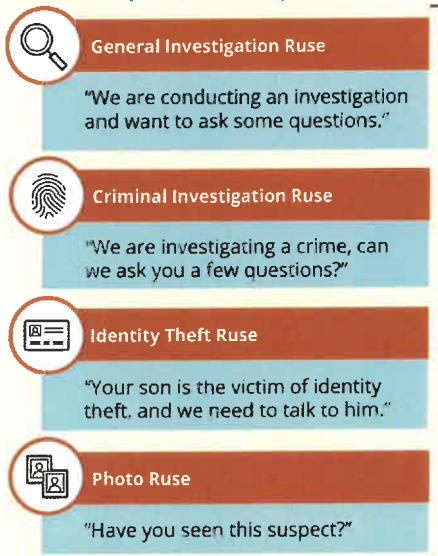 General Investigation Ruse
"We are conducting an investigation
and want to ask some questions."
Criminal Investigation Ruse
"We are investigating a crime, can
we ask you a few questions?"
Identity Theft Ruse
"Your son is the victim of identity
theft, and we need to talk to him."
Photo Ruse
"Have you seen this suspect?"